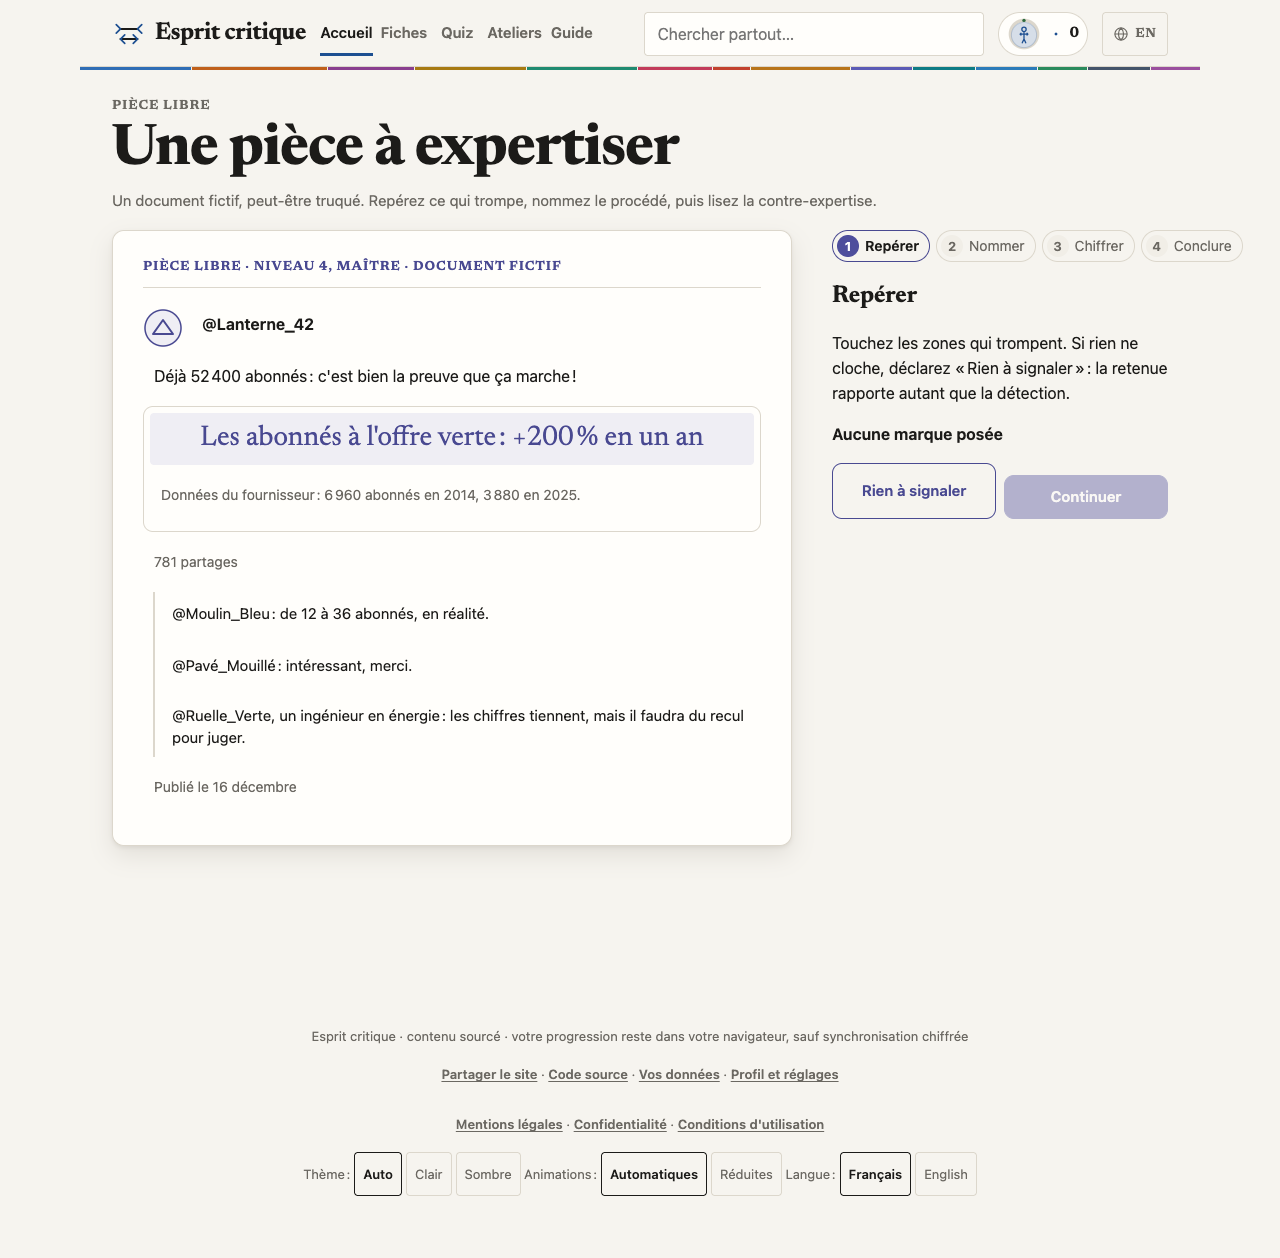 Esprit critique
Accueil Fiches Quiz Ateliers Guide
Chercher partout...
· 0
EN
PIÈCE LIBRE
Une pièce à expertiser
Un document fictif, peut-être truqué. Repérez ce qui trompe, nommez le procédé, puis lisez la contre-expertise.
PIÈCE LIBRE · NIVEAU 4, MAÎTRE · DOCUMENT FICTIF
@Lanterne_42
Déjà 52 400 abonnés : c'est bien la preuve que ça marche !
Les abonnés à l'offre verte : +200 % en un an
Données du fournisseur : 6 960 abonnés en 2014, 3 880 en 2025.
781 partages
@Moulin_Bleu : de 12 à 36 abonnés, en réalité.
@Pavé_Mouillé : intéressant, merci.
@Ruelle_Verte, un ingénieur en énergie : les chiffres tiennent, mais il faudra du recul
pour juger.
Publié le 16 décembre
1 Repérer 2 Nommer 3 Chiffrer 4 Conclure
Repérer
Touchez les zones qui trompent. Si rien ne
cloche, déclarez « Rien à signaler » : la retenue
rapporte autant que la détection.
Aucune marque posée
Rien à signaler
Continuer
Esprit critique · contenu sourcé · votre progression reste dans votre navigateur, sauf synchronisation chiffrée
Partager le site · Code source · Vos données · Profil et réglages
Mentions légales · Confidentialité · Conditions d'utilisation
Thème : Auto Clair Sombre Animations : Automatiques Réduites Langue : Français English